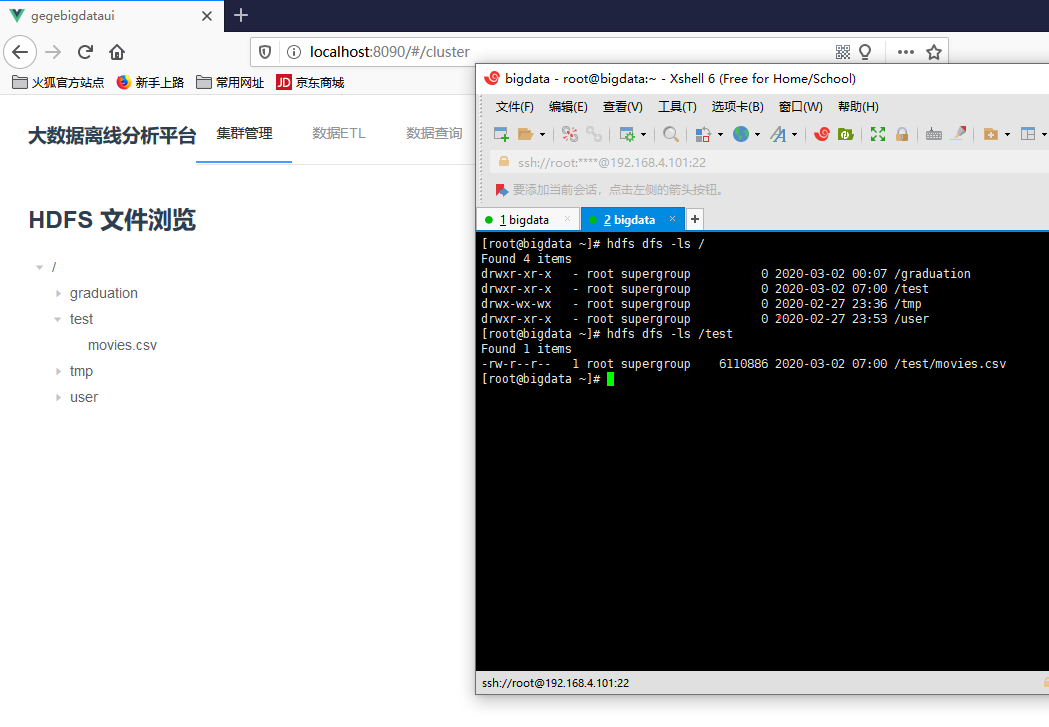 gegebigdataui
localhost:8090/#/cluster
火狐官方站点 新手上路 常用网址 JD 京东商城
大数据离线分析平台 集群管理 数据ETL 数据查询
HDFS 文件浏览
/
graduation
test
movies.csv
tmp
user
bigdata - root@bigdata:~ - Xshell 6 (Free for Home/School)
文件(F) 编辑(E) 查看(V) 工具(T) 选项卡(B) 窗口(W) 帮助(H)
ssh://root:****@192.168.4.101:22
要添加当前会话，点击左侧的箭头按钮。
1 bigdata 2 bigdata
[root@bigdata ~]# hdfs dfs -ls /
Found 4 items
drwxr-xr-x   - root supergroup          0 2020-03-02 00:07 /graduation
drwxr-xr-x   - root supergroup          0 2020-03-02 07:00 /test
drwx-wx-wx   - root supergroup          0 2020-02-27 23:36 /tmp
drwxr-xr-x   - root supergroup          0 2020-02-27 23:53 /user
[root@bigdata ~]# hdfs dfs -ls /test
Found 1 items
-rw-r--r--   1 root supergroup    6110886 2020-03-02 07:00 /test/movies.csv
[root@bigdata ~]#
ssh://root@192.168.4.101:22